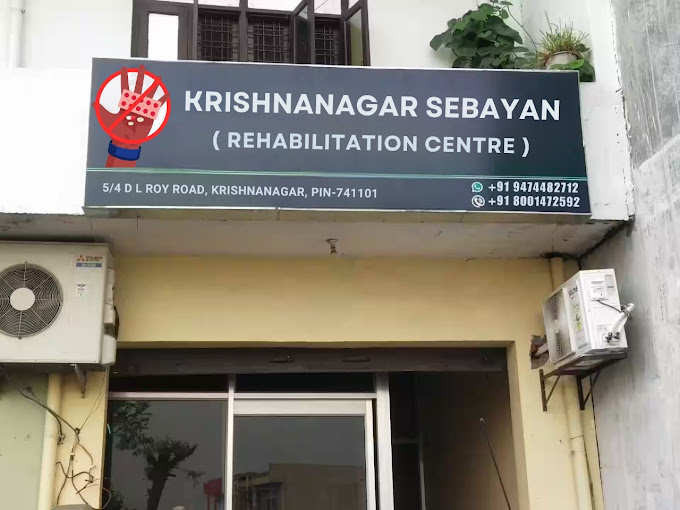 KRISHNANAGAR SEBAYAN
( REHABILITATION CENTRE )
5/4 D L ROY ROAD, KRISHNANAGAR, PIN-741101
+91 9474482712
+91 8001472592